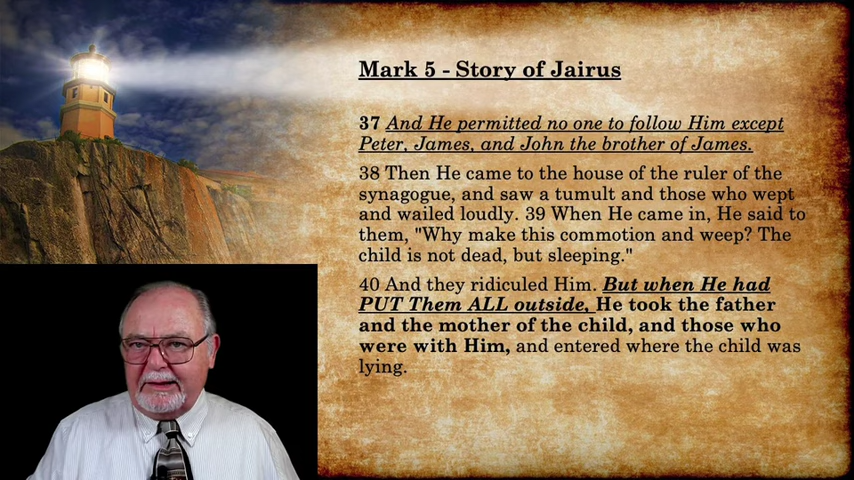 Mark 5 - Story of Jairus
37 And He permitted no one to follow Him except
Peter, James, and John the brother of James.
38 Then He came to the house of the ruler of the
synagogue, and saw a tumult and those who wept
and wailed loudly. 39 When He came in, He said to
them, "Why make this commotion and weep? The
child is not dead, but sleeping."
40 And they ridiculed Him. But when He had
PUT Them ALL outside, He took the father
and the mother of the child, and those who
were with Him, and entered where the child was
lying.